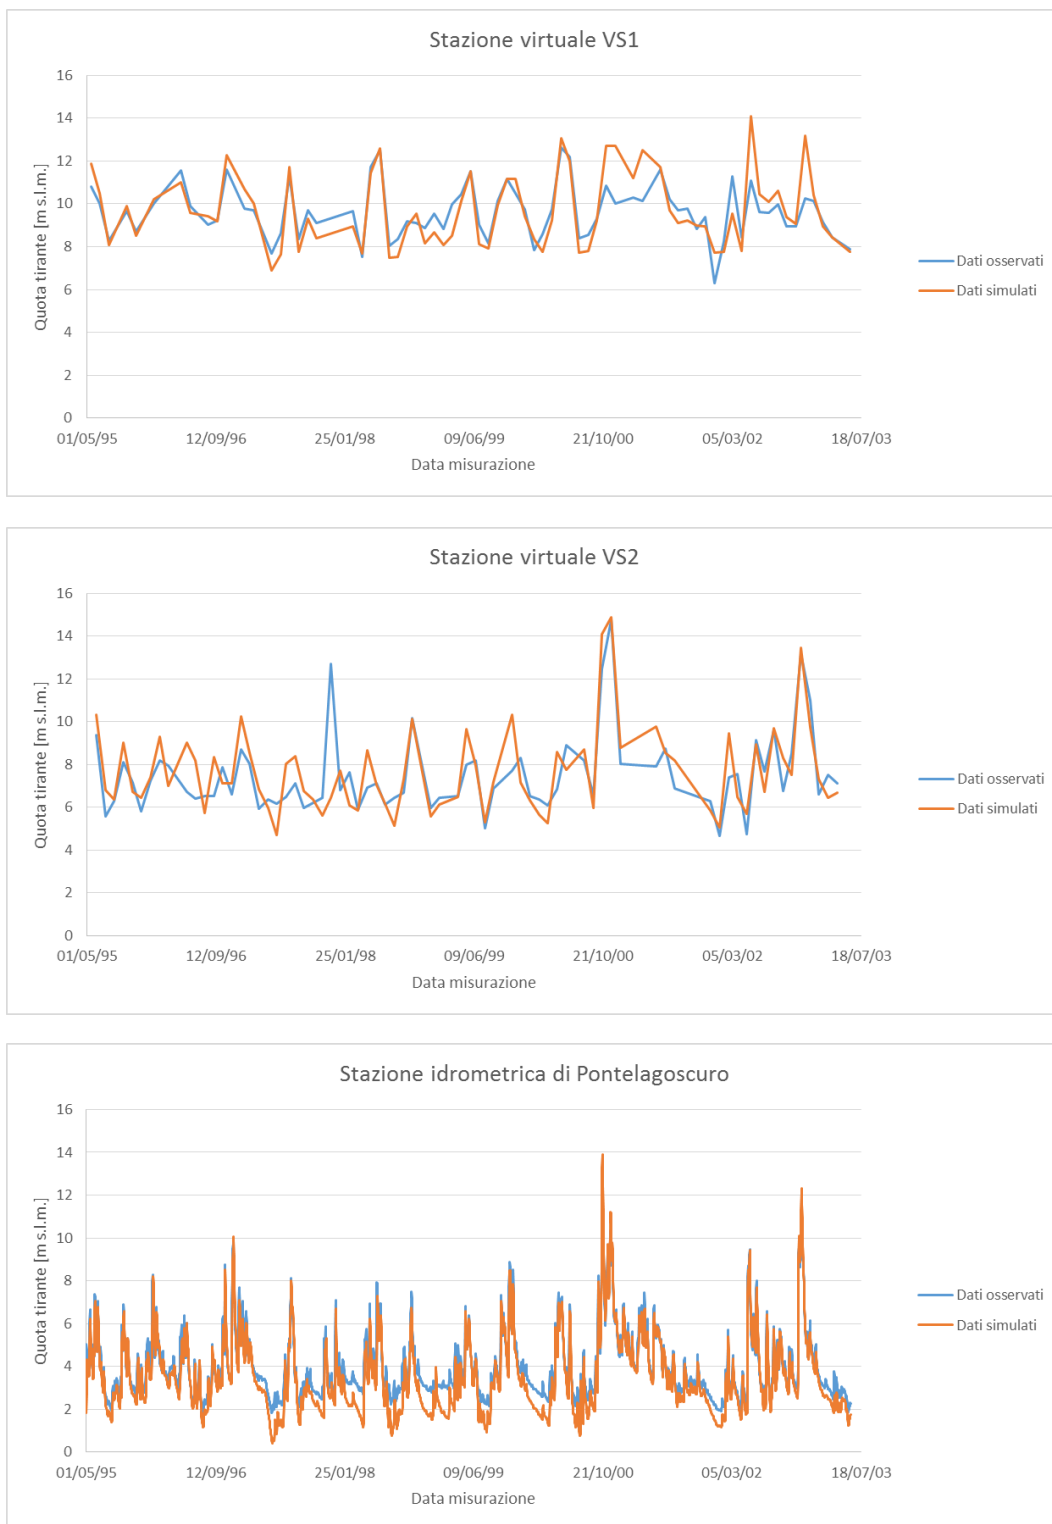 Stazione virtuale VS1
16
14
12
10
8
6
4
2
0
Quota tirante [m s.l.m.]
01/05/95 12/09/96 25/01/98 09/06/99 21/10/00 05/03/02 18/07/03
Data misurazione
Dati osservati
Dati simulati
Stazione virtuale VS2
16
14
12
10
8
6
4
2
0
Quota tirante [m s.l.m.]
01/05/95 12/09/96 25/01/98 09/06/99 21/10/00 05/03/02 18/07/03
Data misurazione
Dati osservati
Dati simulati
Stazione idrometrica di Pontelagoscuro
16
14
12
10
8
6
4
2
0
Quota tirante [m s.l.m.]
01/05/95 12/09/96 25/01/98 09/06/99 21/10/00 05/03/02 18/07/03
Data misurazione
Dati osservati
Dati simulati